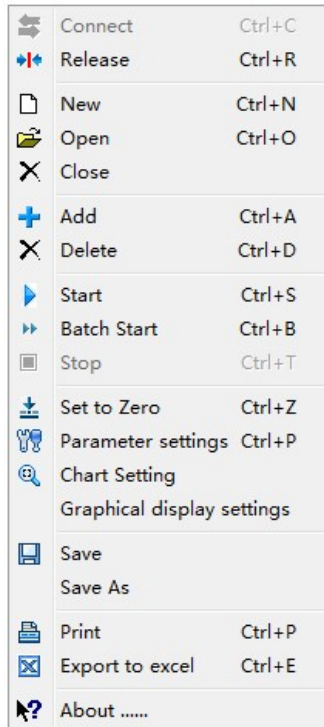 Connect Ctrl+C
Release Ctrl+R
New Ctrl+N
Open Ctrl+O
Close
Add Ctrl+A
Delete Ctrl+D
Start Ctrl+S
Batch Start Ctrl+B
Stop Ctrl+T
Set to Zero Ctrl+Z
Parameter settings Ctrl+P
Chart Setting
Graphical display settings
Save
Save As
Print Ctrl+P
Export to excel Ctrl+E
About ......